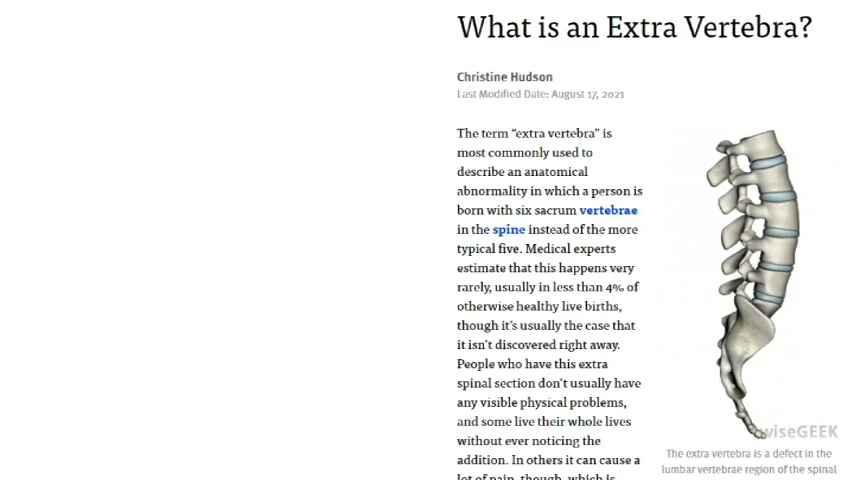 What is an Extra Vertebra?
Christine Hudson
Last Modified Date: August 17, 2021
The term “extra vertebra” is
most commonly used to
describe an anatomical
abnormality in which a person is
born with six sacrum vertebrae
in the spine instead of the more
typical five. Medical experts
estimate that this happens very
rarely, usually in less than 4% of
otherwise healthy live births,
though it’s usually the case that
it isn’t discovered right away.
People who have this extra
spinal section don’t usually have
any visible physical problems,
and some live their whole lives
without ever noticing the
addition. In others it can cause a
lot of pain, though, which is
wiseGEEK
The extra vertebra is a defect in the
lumbar vertebrae region of the spinal